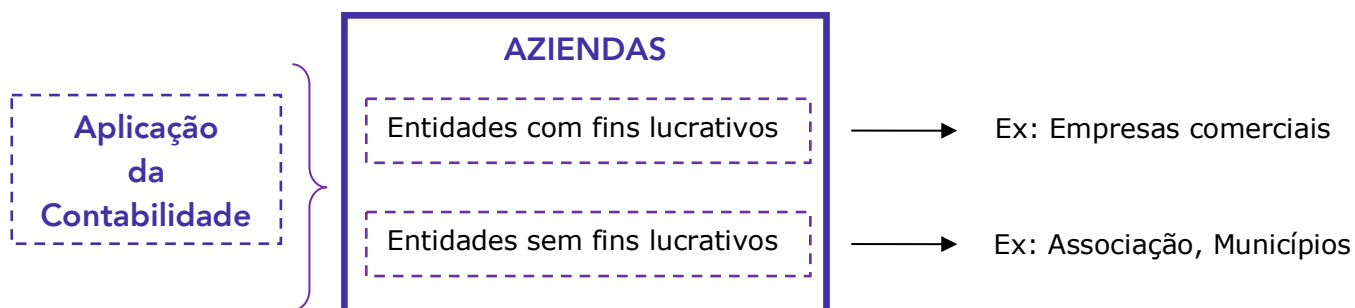 AZIENDAS
Aplicação
da
Contabilidade
Entidades com fins lucrativos
Ex: Empresas comerciais
Entidades sem fins lucrativos
Ex: Associação, Municípios